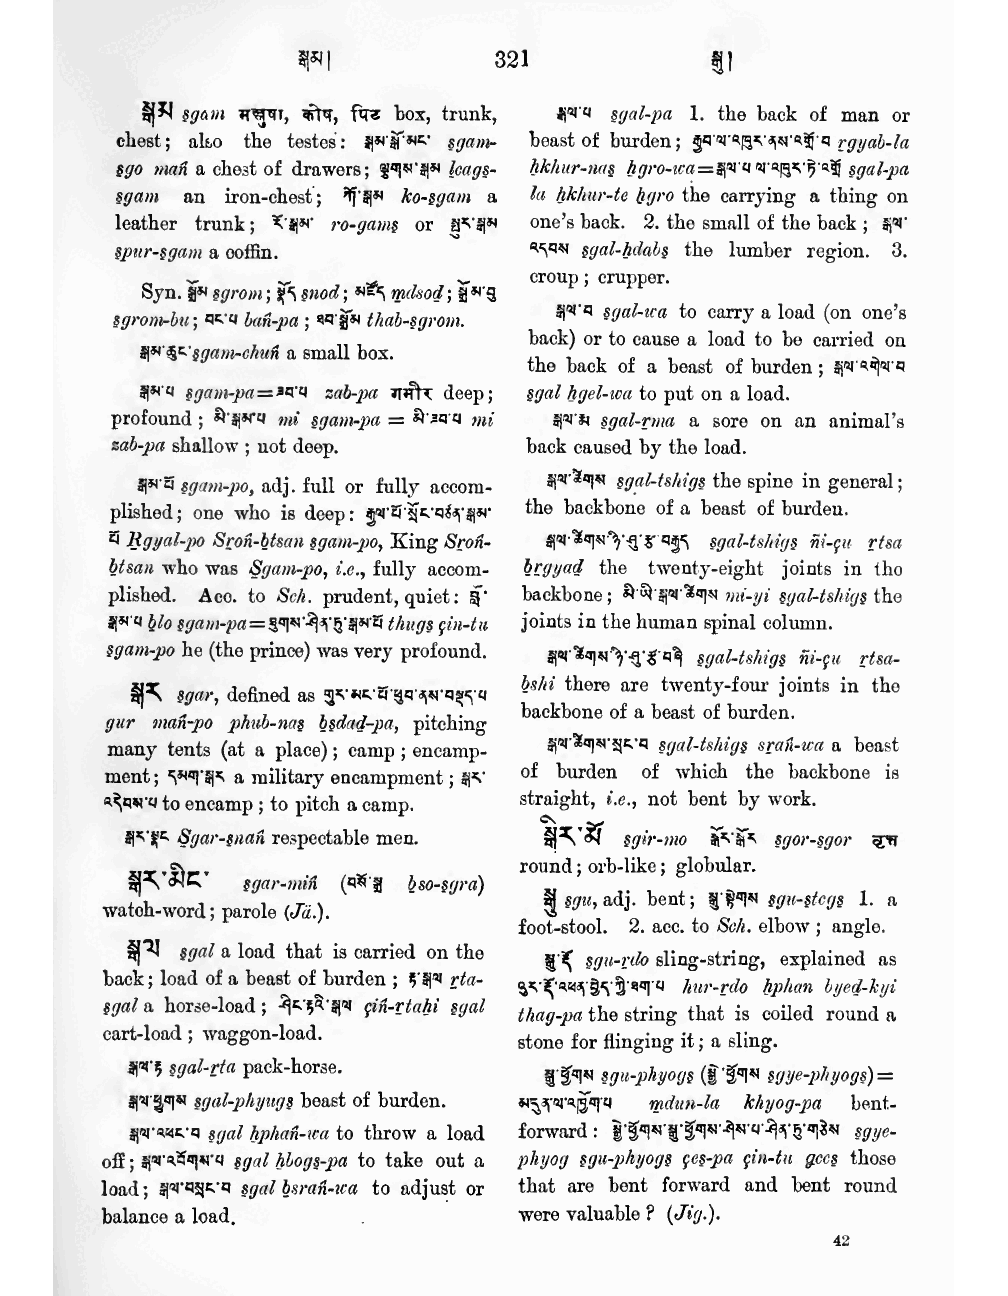 སྒམ།
321
སྒུ།
སྒམ sgam मञ्जुषा, कोष, पिट box, trunk,
chest; also the testes: སྒམ་སྒོ་མང་ sgam-
sgo mań a chest of drawers; ལྕགས་སྒམ lcags-
sgam an iron-chest; ཀོ་སྒམ ko-sgam a
leather trunk; རོ་སྒམ་ ro-gams or སྤུར་སྒམ
spur-sgam a coffin.
Syn. སྒྲོམ sgrom; སྣོད snod; མཛོད mdsod; སྒྲོམ་བུ
sgrom-bu; བང་པ bań-pa; ཐབ་སྒྲོམ thab-sgrom.
སྒམ་ཆུང་ sgam-chuń a small box.
སྒམ་པ sgam-pa=ཟབ་པ zab-pa गमीर deep;
profound; མི་སྒམ་པ mi sgam-pa = མི་ཟབ་པ mi
zab-pa shallow; not deep.
སྒམ་པོ sgam-po, adj. full or fully accom-
plished; one who is deep: རྒྱལ་པོ་སྲོང་བཙན་སྒམ་
པོ Rgyal-po Sroń-btsan sgam-po, King Sroń-
btsan who was Sgam-po, i.e., fully accom-
plished. Acc. to Sch. prudent, quiet: བློ་
སྒམ་པ blo sgam-pa=ཐུགས་ཤིན་ཏུ་སྒམ་པོ thugs çin-tu
sgam-po he (the prince) was very profound.
སྒར sgar, defined as གུར་མང་པོ་ཕུབ་ནས་བསྡད་པ
gur mań-po phub-nas bsdad-pa, pitching
many tents (at a place); camp; encamp-
ment; དམག་སྒར a military encampment; སྒར་
འདེབས་པ to encamp; to pitch a camp.
སྒར་སྣང Sgar-snań respectable men.
སྒར་མིང་ sgar-miń (བསོ་སྒྲ bso-sgra)
watch-word; parole (Jä.).
སྒལ sgal a load that is carried on the
back; load of a beast of burden; རྟ་སྒལ rta-
sgal a horse-load; ཤིང་རྟའི་སྒལ çiń-rtahi sgal
cart-load; waggon-load.
སྒལ་རྟ sgal-rta pack-horse.
སྒལ་ཕྱུགས sgal-phyugs beast of burden.
སྒལ་འཕང་བ sgal hphań-wa to throw a load
off; སྒལ་འབོགས་པ sgal hbogs-pa to take out a
load; སྒལ་བསྲང་བ sgal bsrań-wa to adjust or
balance a load.
སྒལ་པ sgal-pa 1. the back of man or
beast of burden; རྒྱབ་ལ་འཁུར་ནས་འགྲོ་བ rgyab-la
hkhur-nas hgro-wa=སྒལ་པ་ལ་འཁུར་ཏེ་འགྲོ sgal-pa
la hkhur-te hgro the carrying a thing on
one's back. 2. the small of the back; སྒལ་
འདབས sgal-hdabs the lumber region. 3.
croup; crupper.
སྒལ་བ sgal-wa to carry a load (on one's
back) or to cause a load to be carried on
the back of a beast of burden; སྒལ་འགེལ་བ
sgal hgel-wa to put on a load.
སྒལ་རྨ sgal-rma a sore on an animal's
back caused by the load.
སྒལ་ཚིགས sgal-tshigs the spine in general;
the backbone of a beast of burden.
སྒལ་ཚིགས་ཉི་ཤུ་རྩ་བརྒྱད sgal-tshigs ñi-çu rtsa
brgyad the twenty-eight joints in the
backbone; མི་ཡི་སྒལ་ཚིགས mi-yi sgal-tshigs the
joints in the human spinal column.
སྒལ་ཚིགས་ཉི་ཤུ་རྩ་བཞི sgal-tshigs ñi-çu rtsa-
bshi there are twenty-four joints in the
backbone of a beast of burden.
སྒལ་ཚིགས་སྲང་བ sgal-tshigs srań-wa a beast
of burden of which the backbone is
straight, i.e., not bent by work.
སྒིར་མོ sgir-mo སྒོར་སྒོར sgor-sgor वृत्त
round; orb-like; globular.
སྒུ sgu, adj. bent; སྒུ་སྟེགས sgu-stegs 1. a
foot-stool. 2. acc. to Sch. elbow; angle.
སྒུ་རྡོ sgu-rdo sling-string, explained as
ཧུར་རྡོ་འཕན་བྱེད་ཀྱི་ཐག་པ hur-rdo hphan byed-kyi
thag-pa the string that is coiled round a
stone for flinging it; a sling.
སྒུ་ཕྱོགས sgu-phyogs (སྒྱེ་ཕྱོགས sgye-phyogs)=
མདུན་ལ་འཁྱོག་པ mdun-la khyog-pa bent-
forward: སྒྱེ་ཕྱོགས་སྒུ་ཕྱོགས་ཤེས་པ་ཤིན་ཏུ་གཅེས sgye-
phyog sgu-phyogs çes-pa çin-tu gces those
that are bent forward and bent round
were valuable? (Jig.).
42